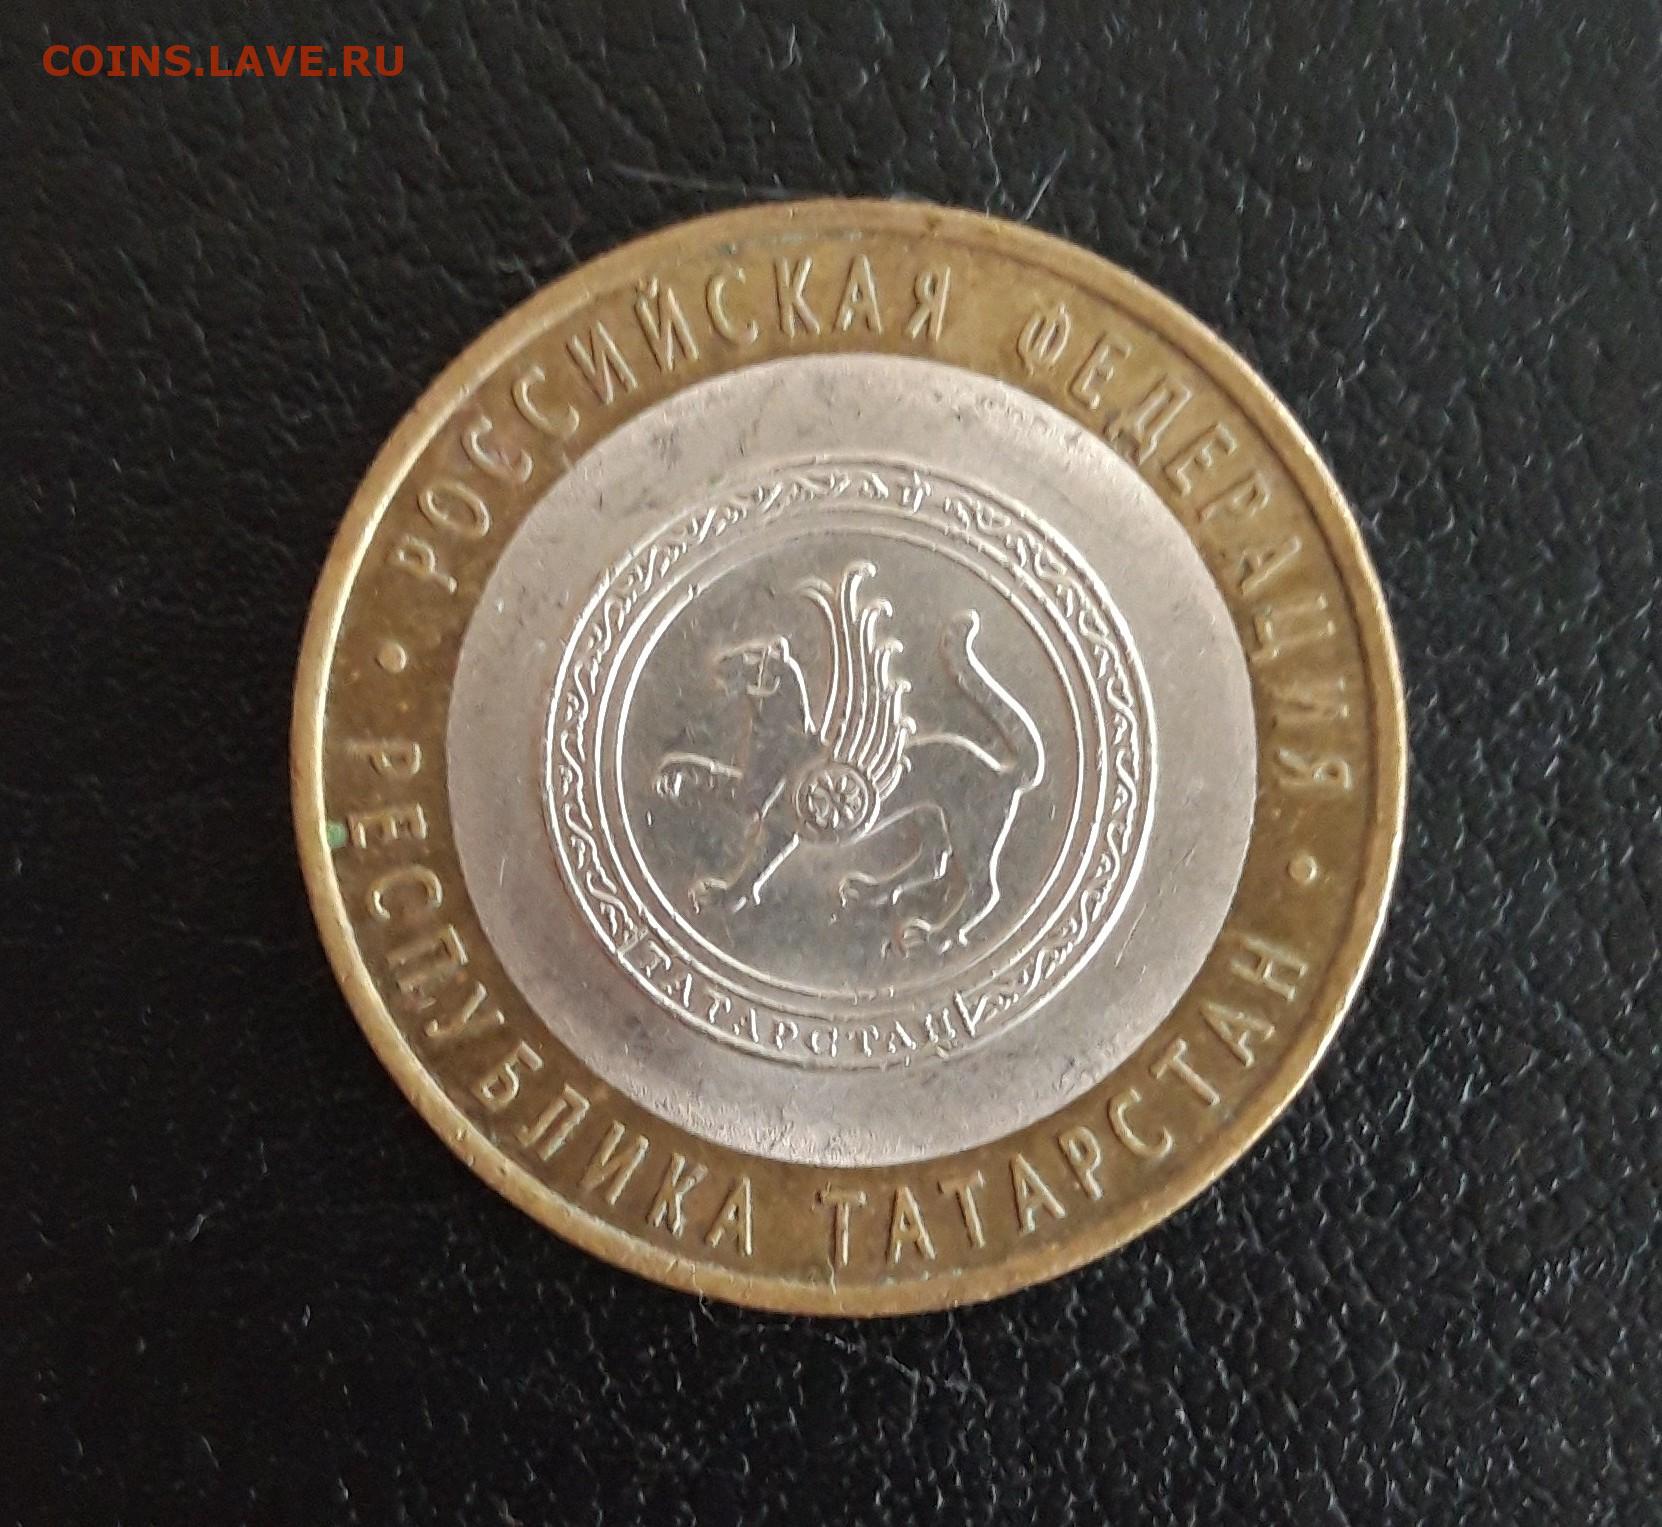 COINS.LAVE.RU
• РОССИЙСКАЯ ФЕДЕРАЦИЯ •
РЕСПУБЛИКА ТАТАРСТАН
ТАТАРСТАН